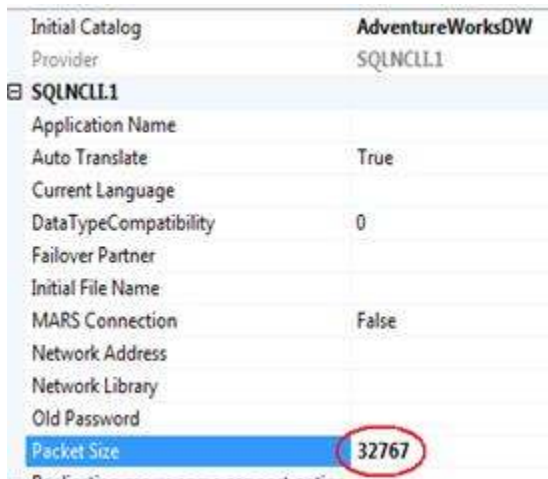 Initial Catalog AdventureWorksDW
Provider SQLNCLI.1
SQLNCLI.1
Application Name
Auto Translate True
Current Language
DataTypeCompatibility 0
Failover Partner
Initial File Name
MARS Connection False
Network Address
Network Library
Old Password
Packet Size 32767